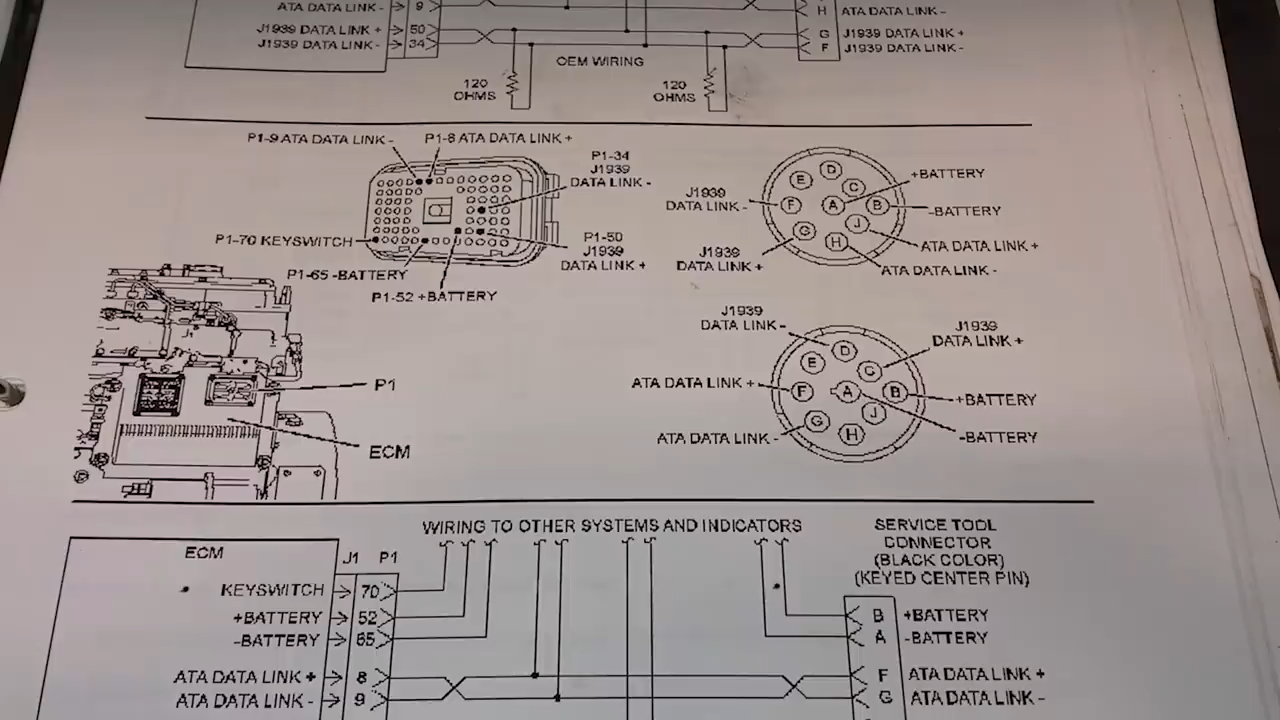 ATA DATA LINK - 9
H ATA DATA LINK -
J1939 DATA LINK + 50
G J1939 DATA LINK +
J1939 DATA LINK - 34
F J1939 DATA LINK -
OEM WIRING
120
OHMS
120
OHMS
P1-9 ATA DATA LINK -
P1-8 ATA DATA LINK +
P1-34
J1939
DATA LINK -
P1-50
J1939
DATA LINK +
P1-70 KEYSWITCH
P1-65 -BATTERY
P1-52 +BATTERY
D
E
C
F
A
B
G
J
H
+BATTERY
-BATTERY
J1939
DATA LINK -
J1939
DATA LINK +
ATA DATA LINK +
ATA DATA LINK -
J1
P1
ECM
J1939
DATA LINK -
J1939
DATA LINK +
D
E
F
A
B
G
J
H
ATA DATA LINK +
+BATTERY
ATA DATA LINK -
-BATTERY
WIRING TO OTHER SYSTEMS AND INDICATORS
SERVICE TOOL
CONNECTOR
(BLACK COLOR)
(KEYED CENTER PIN)
ECM
J1 P1
KEYSWITCH 70
+BATTERY 52
B +BATTERY
-BATTERY 65
A -BATTERY
ATA DATA LINK + 8
F ATA DATA LINK +
ATA DATA LINK - 9
G ATA DATA LINK -